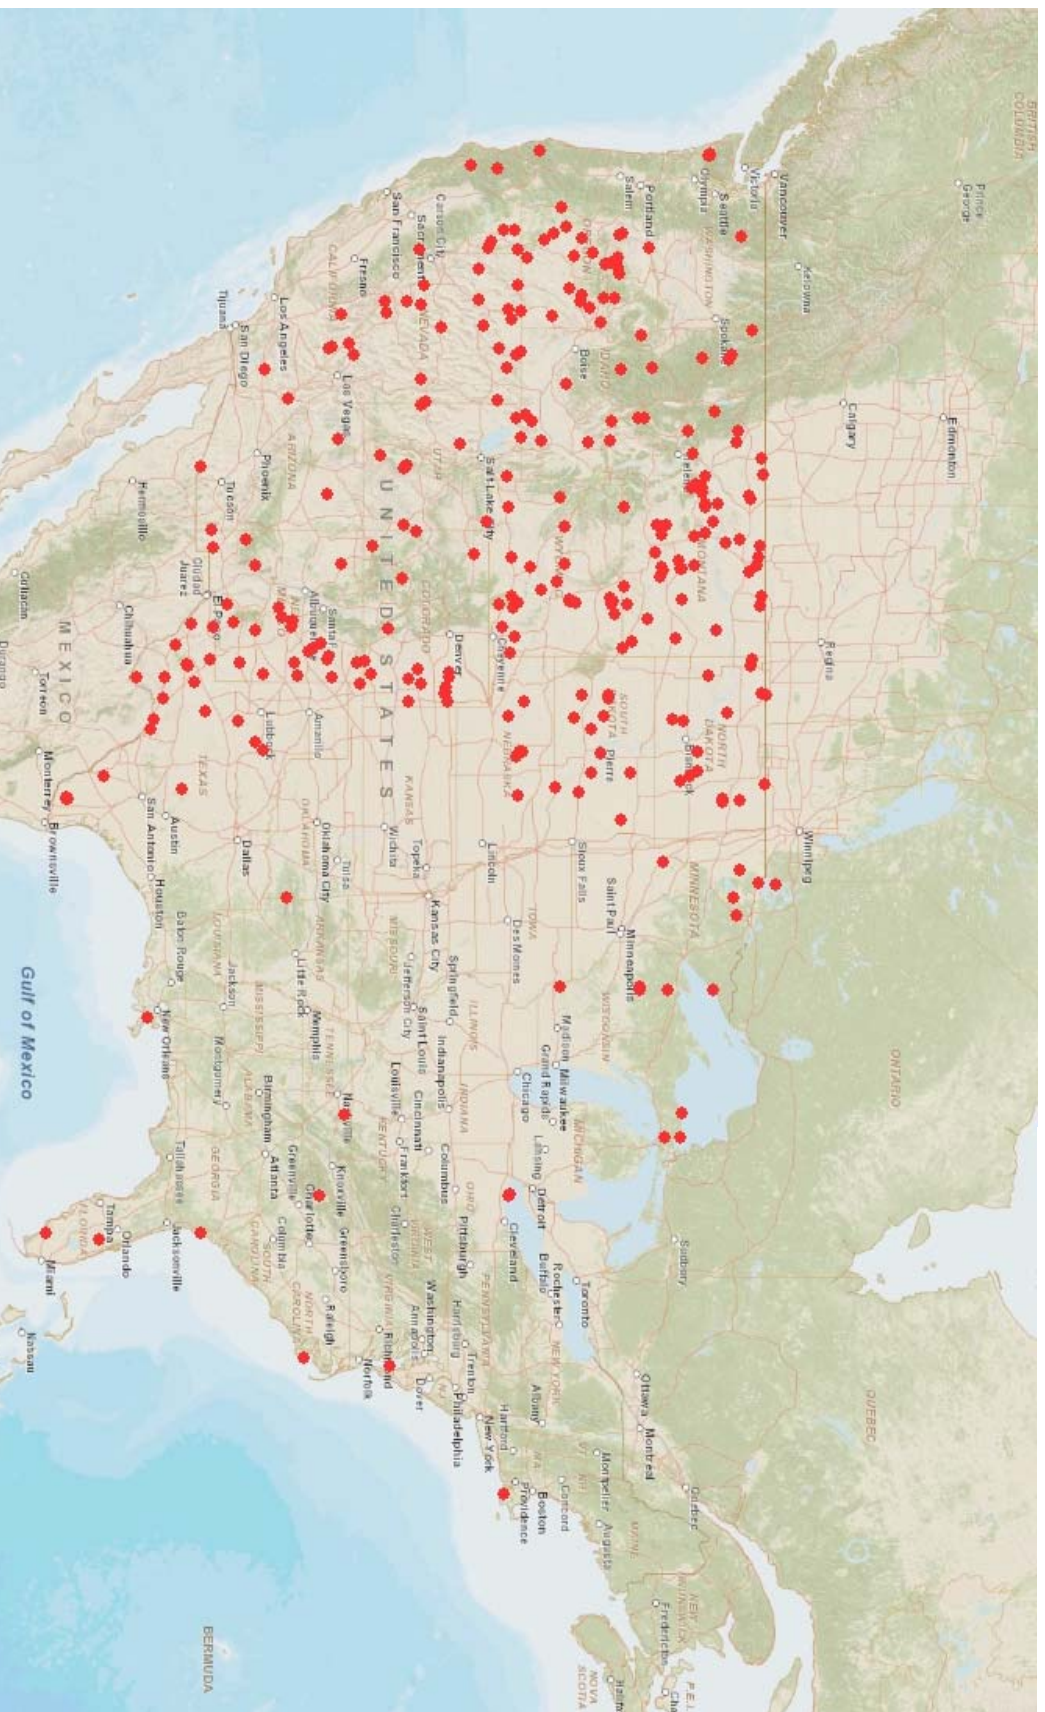 BRITISH
COLUMBIA
Prince
George
Edmonton
Calgary
Kelowna
Vancouver
Victoria
Seattle
Olympia
WASHINGTON
Spokane
Regina
Winnipeg
ONTARIO
QUEBEC
Portland
Salem
OREGON
Boise
IDAHO
Helena
MONTANA
WYOMING
NORTH
DAKOTA
Bismarck
SOUTH
DAKOTA
Pierre
MINNESOTA
Minneapolis
Saint Paul
WISCONSIN
Sudbury
Ottawa
Montreal
Quebec
MAINE
NEW
BRUNSWICK
Fredericton
P.E.I.
Cha
NOVA
SCOTIA
Halifa
Carson City
Sacramento
San Francisco
Fresno
CALIFORNIA
NEVADA
Las Vegas
Los Angeles
San Diego
Tijuana
Salt Lake City
UTAH
ARIZONA
Phoenix
Tucson
Hermosillo
UNITED STATES
COLORADO
Denver
Cheyenne
NEBRASKA
Lincoln
Sioux Falls
IOWA
Des Moines
Madison
Milwaukee
Grand Rapids
Chicago
MICHIGAN
Lansing
Detroit
Toronto
Rochester
Buffalo
NEW YORK
Albany
VT
NH
MA
Montpelier
Concord
Augusta
Boston
Providence
Hartford
New York
Trenton
Philadelphia
Harrisburg
PENNSYLVANIA
NJ
Dover
Annapolis
Washington
Pittsburgh
Cleveland
OHIO
Columbus
WEST
VIRGINIA
Charleston
VIRGINIA
Richmond
Norfolk
INDIANA
Indianapolis
Cincinnati
Louisville
Frankfort
KENTUCKY
ILLINOIS
Springfield
Saint Louis
Jefferson City
MISSOURI
Kansas City
Topeka
KANSAS
Wichita
NEW
MEXICO
Santa Fe
Albuquerque
El Paso
Ciudad
Juarez
Chihuahua
Amarillo
Lubbock
TEXAS
OKLAHOMA
Oklahoma City
Tulsa
Dallas
Austin
San Antonio
Houston
ARKANSAS
Little Rock
Memphis
TENNESSEE
Nashville
Knoxville
Greensboro
Raleigh
NORTH
CAROLINA
Charlotte
Greenville
Columbia
SOUTH
CAROLINA
Atlanta
GEORGIA
Birmingham
Montgomery
ALABAMA
MISSISSIPPI
Jackson
LOUISIANA
Baton Rouge
New Orleans
Tallahassee
Jacksonville
Orlando
Tampa
FLORIDA
Miami
Nassau
BERMUDA
MEXICO
Culiacán
Durango
Torreon
Monterrey
Brownsville
Gulf of Mexico